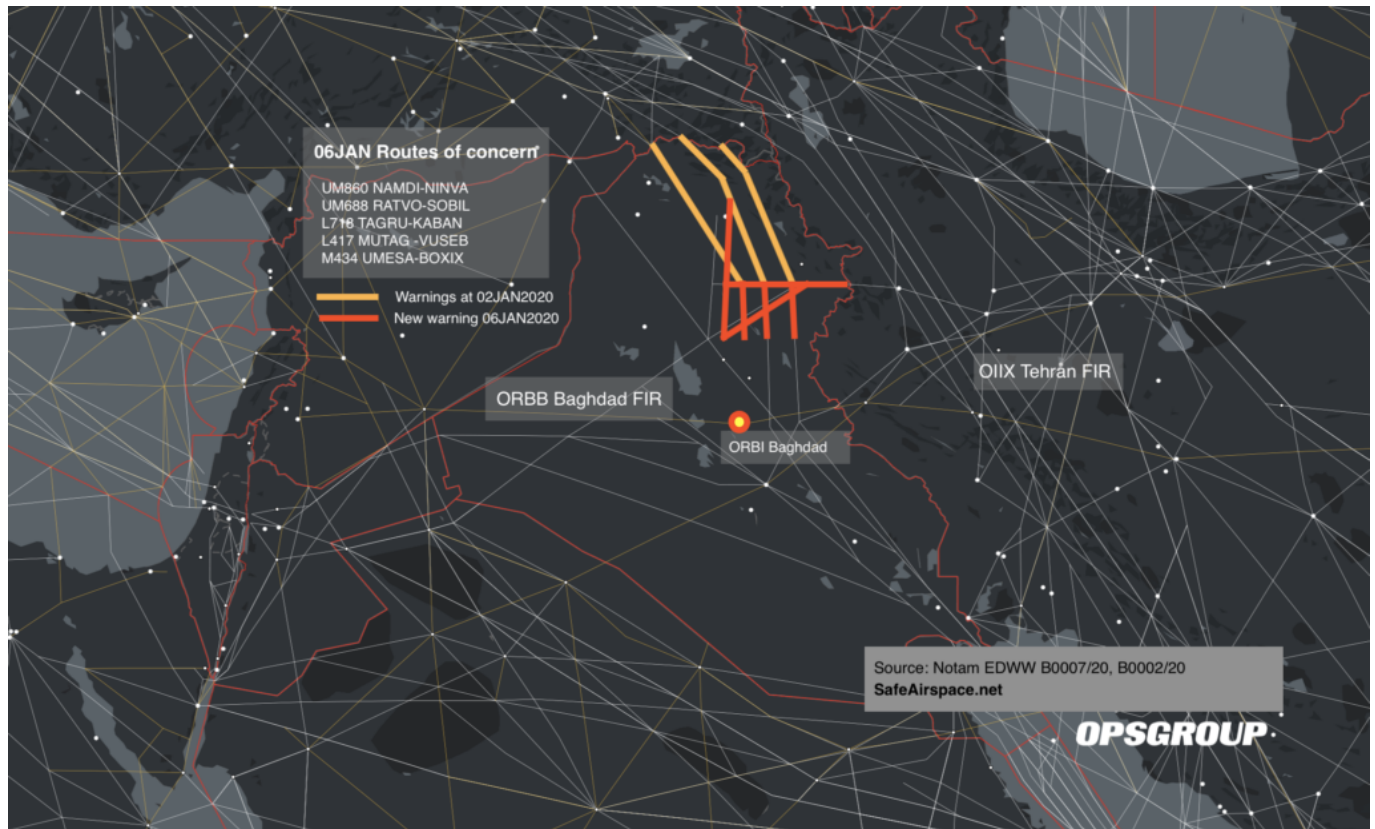 06JAN Routes of concern
UM860 NAMDI-NINVA
UM688 RATVO-SOBIL
L718 TAGRU-KABAN
L417 MUTAG -VUSEB
M434 UMESA-BOXIX
Warnings at 02JAN2020
New warning 06JAN2020
OIIX Tehran FIR
ORBB Baghdad FIR
ORBI Baghdad
Source: Notam EDWW B0007/20, B0002/20
SafeAirspace.net
OPSGROUP